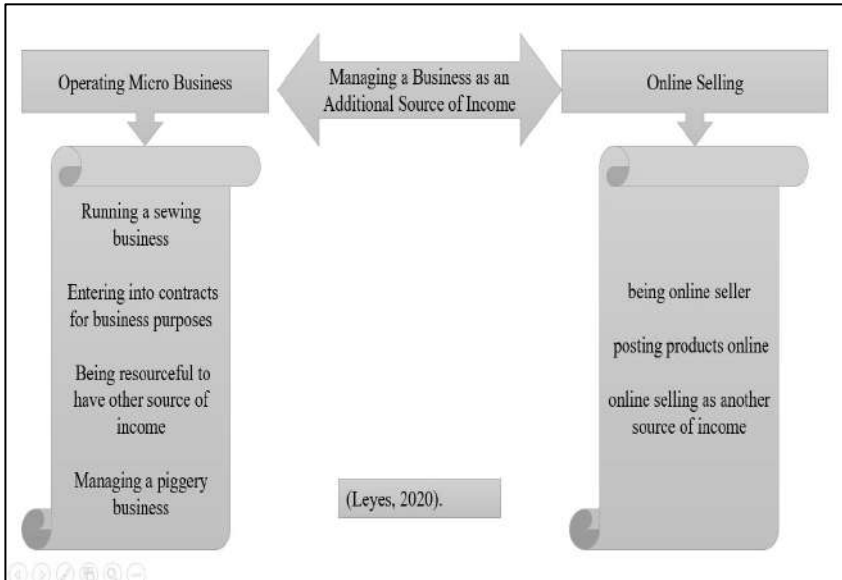 Operating Micro Business
Managing a Business as an
Additional Source of Income
Online Selling
Running a sewing
business
Entering into contracts
for business purposes
Being resourceful to
have other source of
income
Managing a piggery
business
being online seller
posting products online
online selling as another
source of income
(Leyes, 2020).